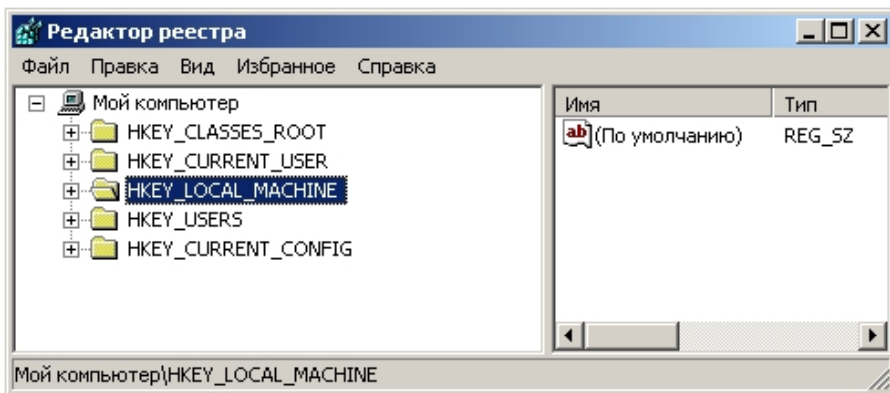 Редактор реестра
Файл Правка Вид Избранное Справка
Мой компьютер
HKEY_CLASSES_ROOT
HKEY_CURRENT_USER
HKEY_LOCAL_MACHINE
HKEY_USERS
HKEY_CURRENT_CONFIG
Имя Тип
ab (По умолчанию) REG_SZ
Мой компьютер\HKEY_LOCAL_MACHINE